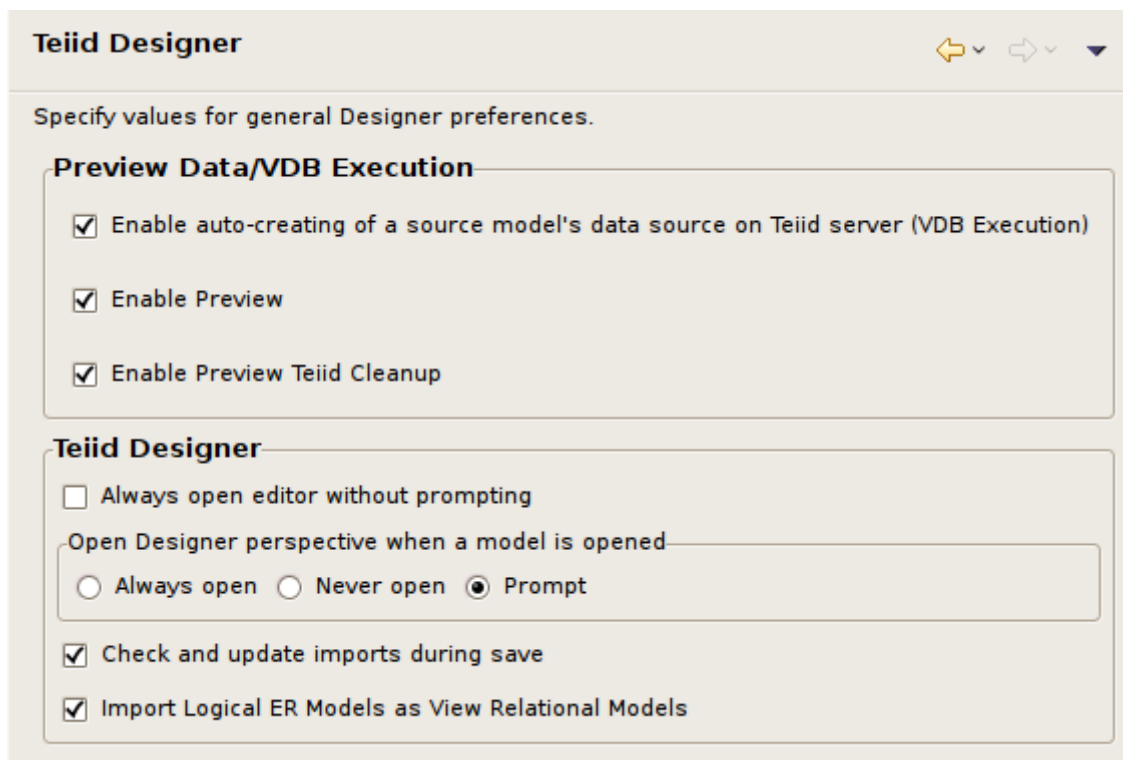 Teiid Designer
Specify values for general Designer preferences.
Preview Data/VDB Execution
Enable auto-creating of a source model's data source on Teiid server (VDB Execution)
Enable Preview
Enable Preview Teiid Cleanup
Teiid Designer
Always open editor without prompting
Open Designer perspective when a model is opened
Always open Never open Prompt
Check and update imports during save
Import Logical ER Models as View Relational Models